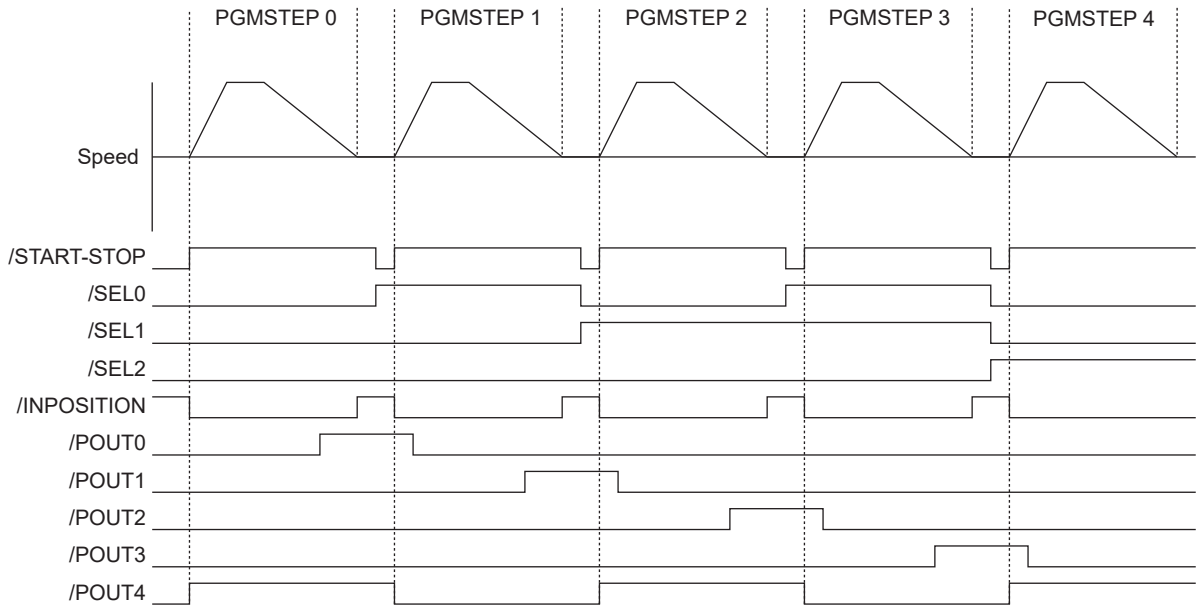 PGMSTEP 0
PGMSTEP 1
PGMSTEP 2
PGMSTEP 3
PGMSTEP 4
Speed
/START-STOP
/SEL0
/SEL1
/SEL2
/INPOSITION
/POUT0
/POUT1
/POUT2
/POUT3
/POUT4